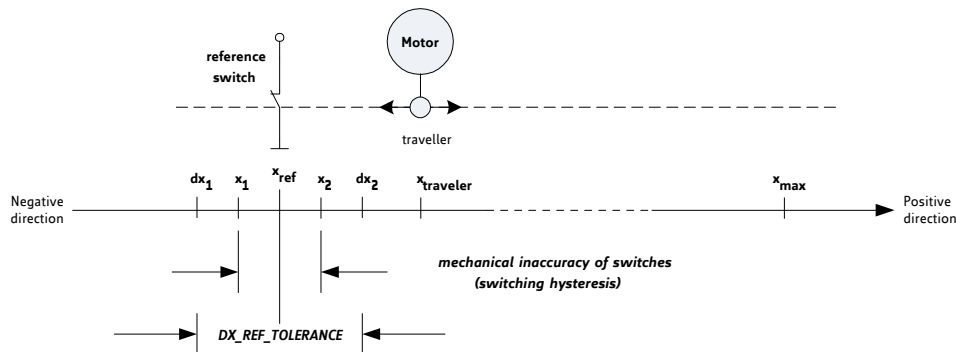 Motor
reference
switch
traveller
dx1
x1
xref
x2
dx2
xtraveler
xmax
Negative
direction
Positive
direction
mechanical inaccuracy of switches
(switching hysteresis)
DX_REF_TOLERANCE